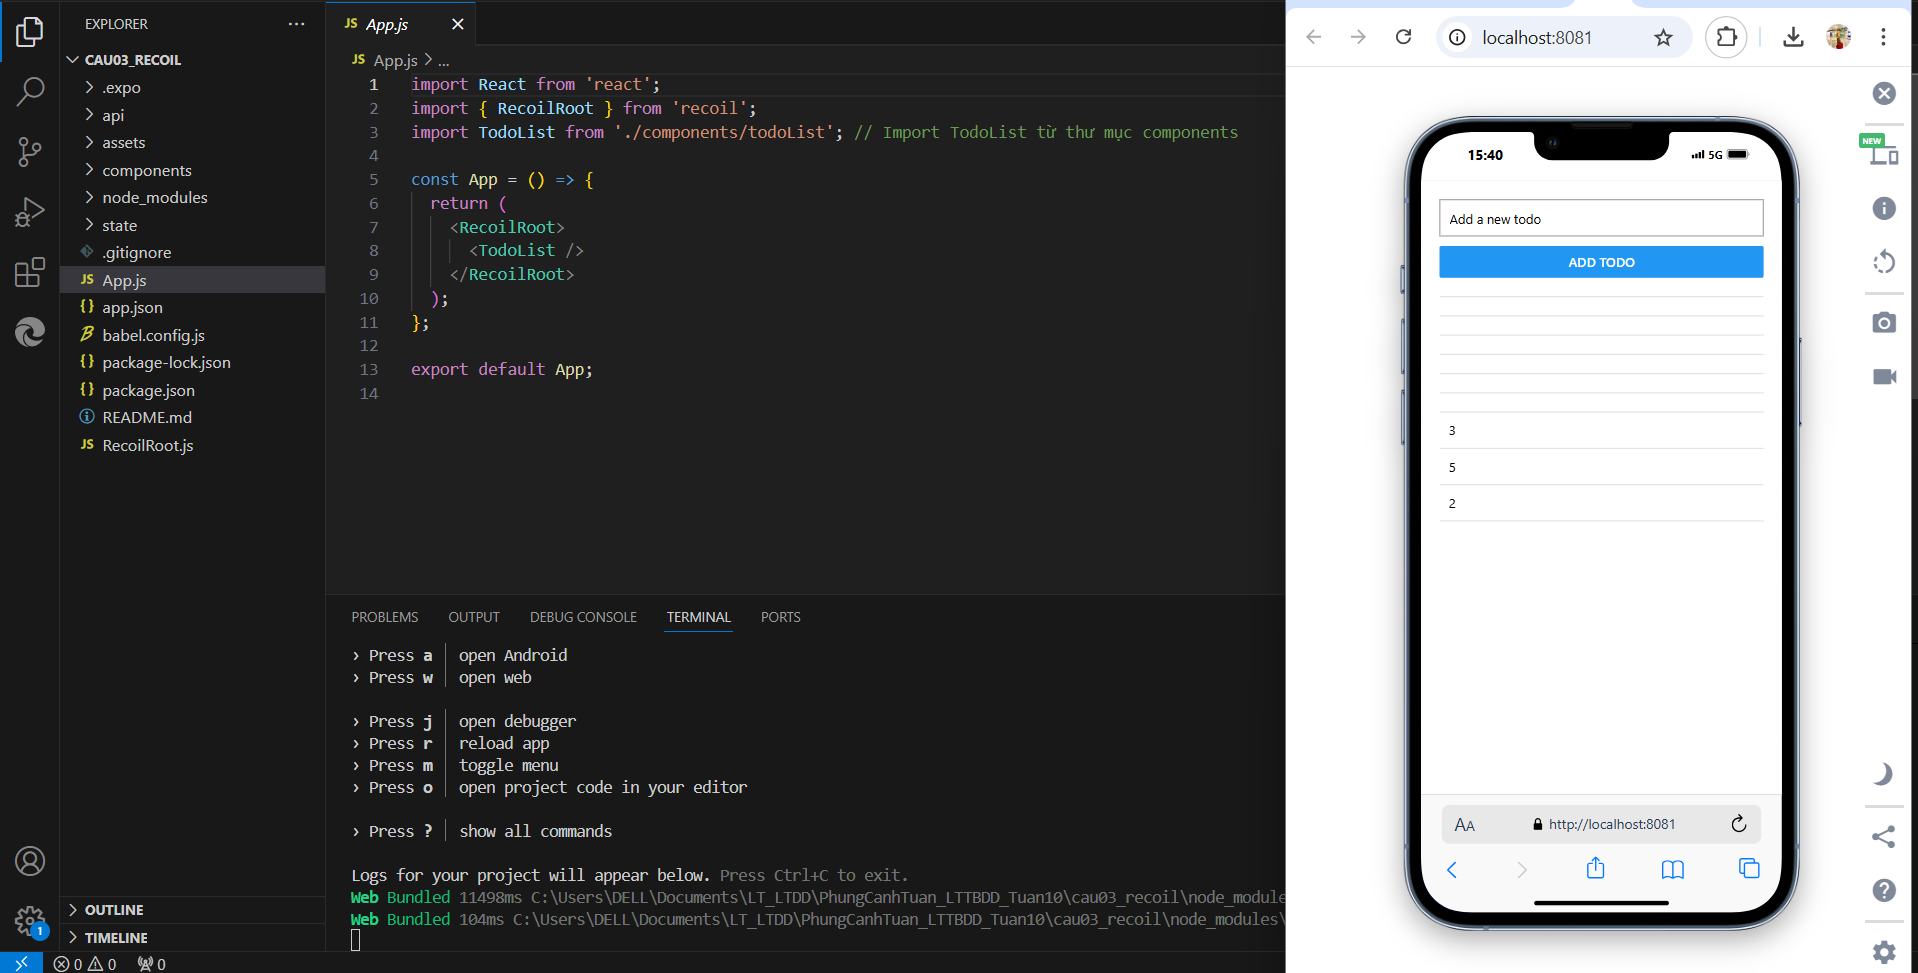 EXPLORER
CAU03_RECOIL
.expo
api
assets
components
node_modules
state
.gitignore
JS App.js
{} app.json
babel.config.js
{} package-lock.json
{} package.json
README.md
JS RecoilRoot.js
OUTLINE
TIMELINE
1
0 0 0
JS App.js
JS App.js > ...
1 import React from 'react';
2 import { RecoilRoot } from 'recoil';
3 import TodoList from './components/todoList'; // Import TodoList từ thư mục components
4
5 const App = () => {
6 return (
7 <RecoilRoot>
8 <TodoList />
9 </RecoilRoot>
10 );
11 };
12
13 export default App;
14
PROBLEMS OUTPUT DEBUG CONSOLE TERMINAL PORTS
› Press a │ open Android
› Press w │ open web
› Press j │ open debugger
› Press r │ reload app
› Press m │ toggle menu
› Press o │ open project code in your editor
› Press ? │ show all commands
Logs for your project will appear below. Press Ctrl+C to exit.
Web Bundled 11498ms C:\Users\DELL\Documents\LT_LTDD\PhungCanhTuan_LTTBDD_Tuan10\cau03_recoil\node_module
Web Bundled 104ms C:\Users\DELL\Documents\LT_LTDD\PhungCanhTuan_LTTBDD_Tuan10\cau03_recoil\node_modules\
localhost:8081
NEW
15:40
5G
Add a new todo
ADD TODO
3
5
2
AA
http://localhost:8081